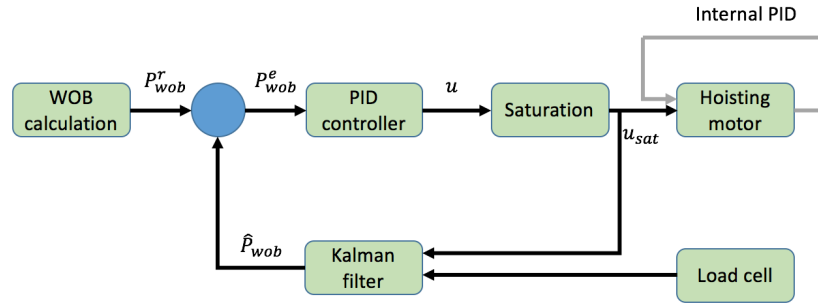 Internal PID
P^r_wob
P^e_wob
u
WOB
calculation
PID
controller
Saturation
Hoisting
motor
u_sat
P̂_wob
Kalman
filter
Load cell